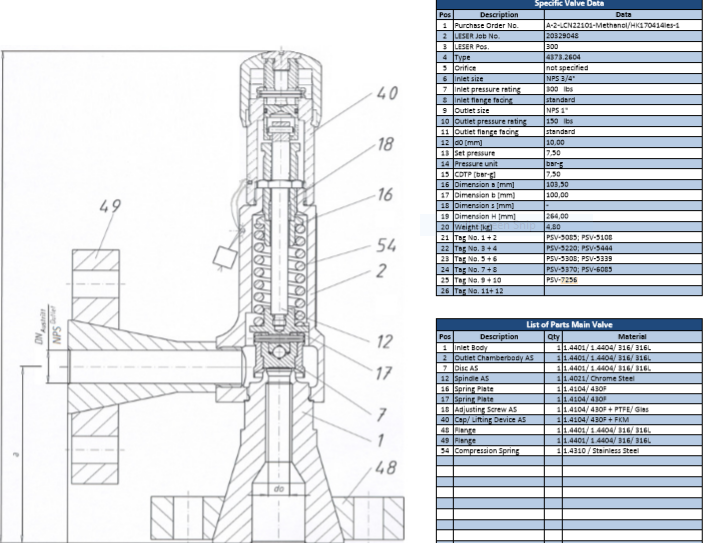 40
18
16
54
2
12
17
7
1
48
49
DN Austritt
NPS Outlet
a
do
Specific Valve Data
Pos Description Data
1 Purchase Order No. A-2-LCN22101-Methanol/HK170414les-1
2 LESER Job No. 20329048
3 LESER Pos. 300
4 Type 4373.2604
5 Orifice not specified
6 Inlet size NPS 3/4"
7 Inlet pressure rating 300 lbs
8 Inlet flange facing standard
9 Outlet size NPS 1"
10 Outlet pressure rating 150 lbs
11 Outlet flange facing standard
12 d0 [mm] 10,00
13 Set pressure 7,50
14 Pressure unit bar-g
15 CDTP [bar-g] 7,50
16 Dimension a [mm] 103,50
17 Dimension b [mm] 100,00
18 Dimension s [mm] -
19 Dimension H [mm] 264,00
20 Weight [kg] 4,80
21 Tag No. 1 + 2 PSV-5085; PSV-5108
22 Tag No. 3 + 4 PSV-5220; PSV-5444
23 Tag No. 5 + 6 PSV-5308; PSV-5339
24 Tag No. 7 + 8 PSV-5370; PSV-6085
25 Tag No. 9 + 10 PSV-7256
26 Tag No. 11+ 12
List of Parts Main Valve
Pos Description Qty Material
1 Inlet Body 1 1.4401/ 1.4404/ 316/ 316L
2 Outlet Chamberbody AS 1 1.4401/ 1.4404/ 316/ 316L
7 Disc AS 1 1.4401/ 1.4404/ 316/ 316L
12 Spindle AS 1 1.4021/ Chrome Steel
16 Spring Plate 1 1.4104/ 430F
17 Spring Plate 1 1.4104/ 430F
18 Adjusting Screw AS 1 1.4104/ 430F + PTFE/ Glas
40 Cap/ Lifting Device AS 1 1.4104/ 430F + FKM
48 Flange 1 1.4401/ 1.4404/ 316/ 316L
49 Flange 1 1.4401/ 1.4404/ 316/ 316L
54 Compression Spring 1 1.4310 / Stainless Steel